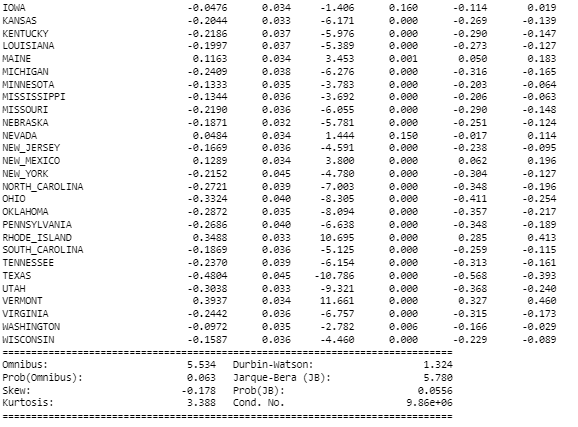 IOWA -0.0476 0.034 -1.406 0.160 -0.114 0.019
KANSAS -0.2044 0.033 -6.171 0.000 -0.269 -0.139
KENTUCKY -0.2186 0.037 -5.976 0.000 -0.290 -0.147
LOUISIANA -0.1997 0.037 -5.389 0.000 -0.273 -0.127
MAINE 0.1163 0.034 3.453 0.001 0.050 0.183
MICHIGAN -0.2409 0.038 -6.276 0.000 -0.316 -0.165
MINNESOTA -0.1333 0.035 -3.783 0.000 -0.203 -0.064
MISSISSIPPI -0.1344 0.036 -3.692 0.000 -0.206 -0.063
MISSOURI -0.2190 0.036 -6.055 0.000 -0.290 -0.148
NEBRASKA -0.1871 0.032 -5.781 0.000 -0.251 -0.124
NEVADA 0.0484 0.034 1.444 0.150 -0.017 0.114
NEW_JERSEY -0.1669 0.036 -4.591 0.000 -0.238 -0.095
NEW_MEXICO 0.1289 0.034 3.800 0.000 0.062 0.196
NEW_YORK -0.2152 0.045 -4.780 0.000 -0.304 -0.127
NORTH_CAROLINA -0.2721 0.039 -7.003 0.000 -0.348 -0.196
OHIO -0.3324 0.040 -8.305 0.000 -0.411 -0.254
OKLAHOMA -0.2872 0.035 -8.094 0.000 -0.357 -0.217
PENNSYLVANIA -0.2686 0.040 -6.638 0.000 -0.348 -0.189
RHODE_ISLAND 0.3488 0.033 10.695 0.000 0.285 0.413
SOUTH_CAROLINA -0.1869 0.036 -5.125 0.000 -0.259 -0.115
TENNESSEE -0.2370 0.039 -6.154 0.000 -0.313 -0.161
TEXAS -0.4804 0.045 -10.786 0.000 -0.568 -0.393
UTAH -0.3038 0.033 -9.321 0.000 -0.368 -0.240
VERMONT 0.3937 0.034 11.661 0.000 0.327 0.460
VIRGINIA -0.2442 0.036 -6.757 0.000 -0.315 -0.173
WASHINGTON -0.0972 0.035 -2.782 0.006 -0.166 -0.029
WISCONSIN -0.1587 0.036 -4.460 0.000 -0.229 -0.089
==============================================================================
Omnibus: 5.534 Durbin-Watson: 1.324
Prob(Omnibus): 0.063 Jarque-Bera (JB): 5.780
Skew: -0.178 Prob(JB): 0.0556
Kurtosis: 3.388 Cond. No. 9.86e+06
==============================================================================